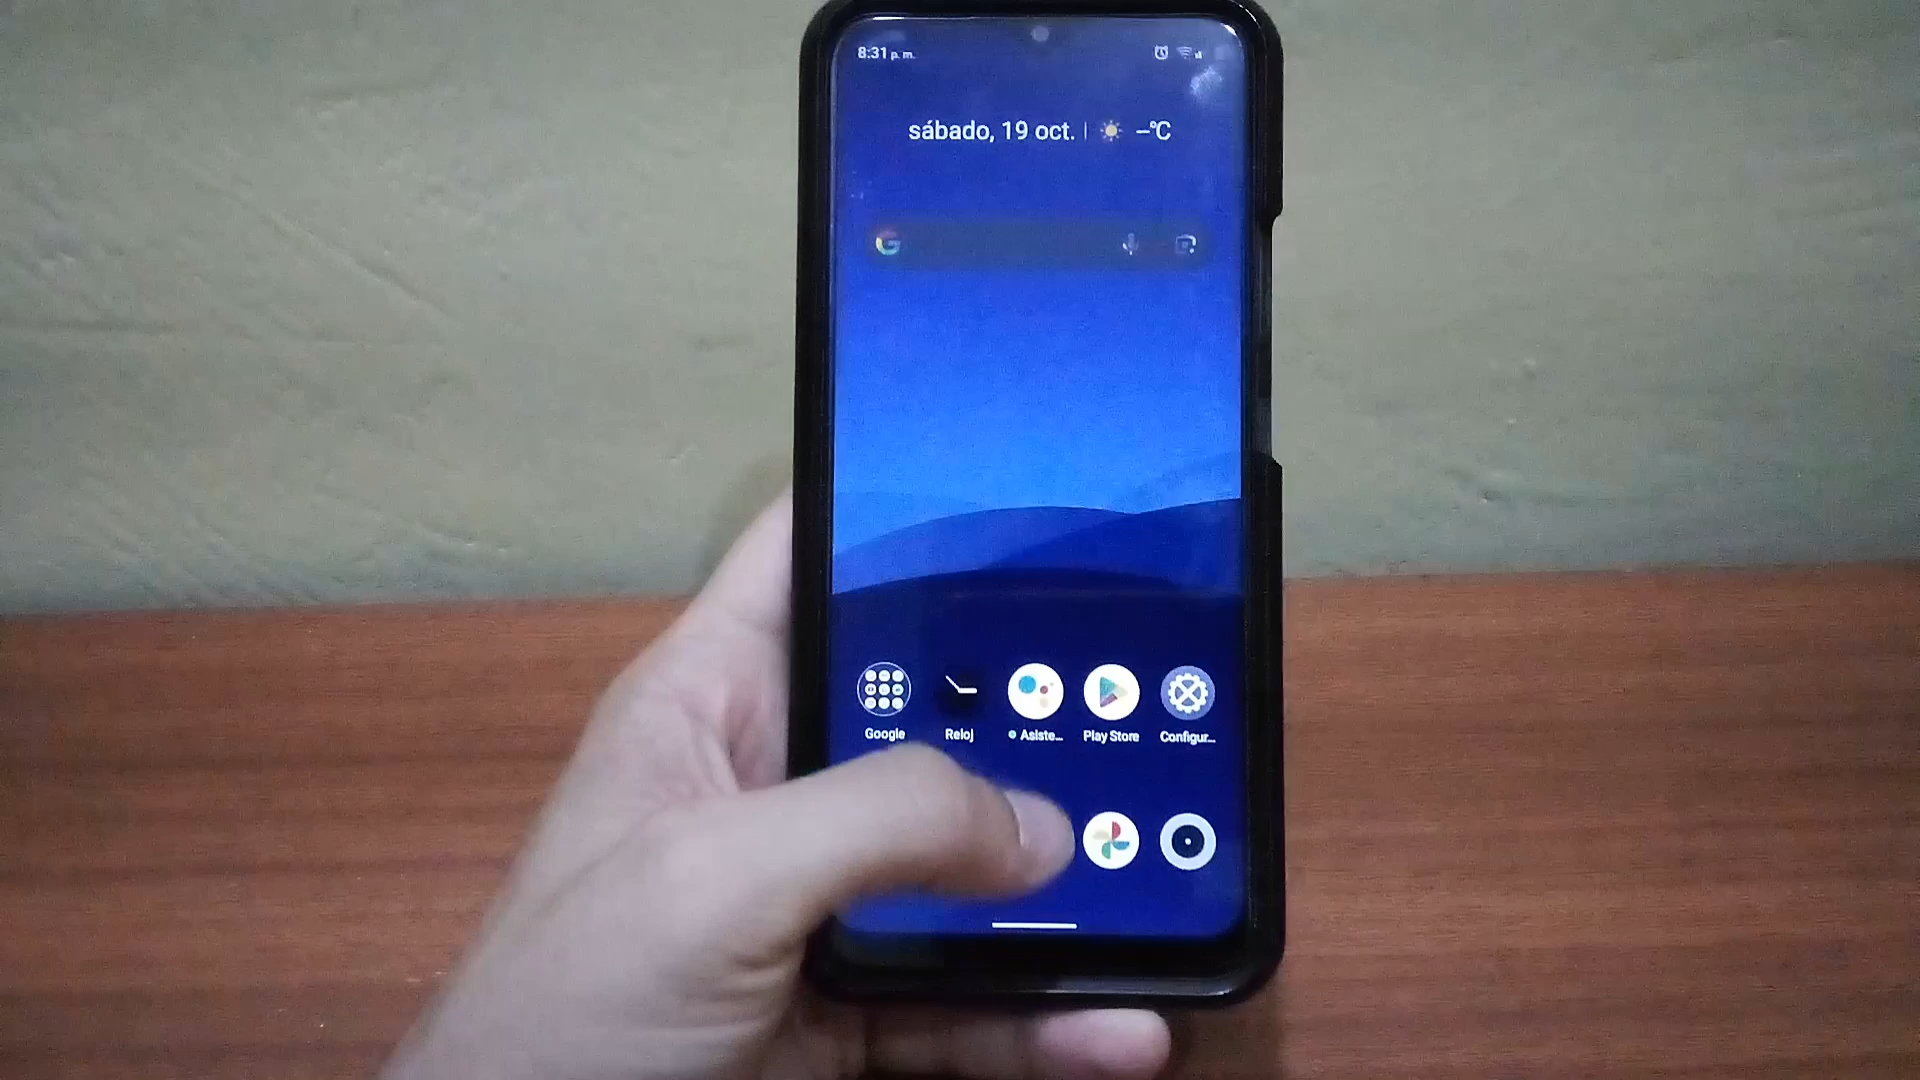 8:31 p. m.
sábado, 19 oct. | –°C
Google Reloj Asiste... Play Store Configur...